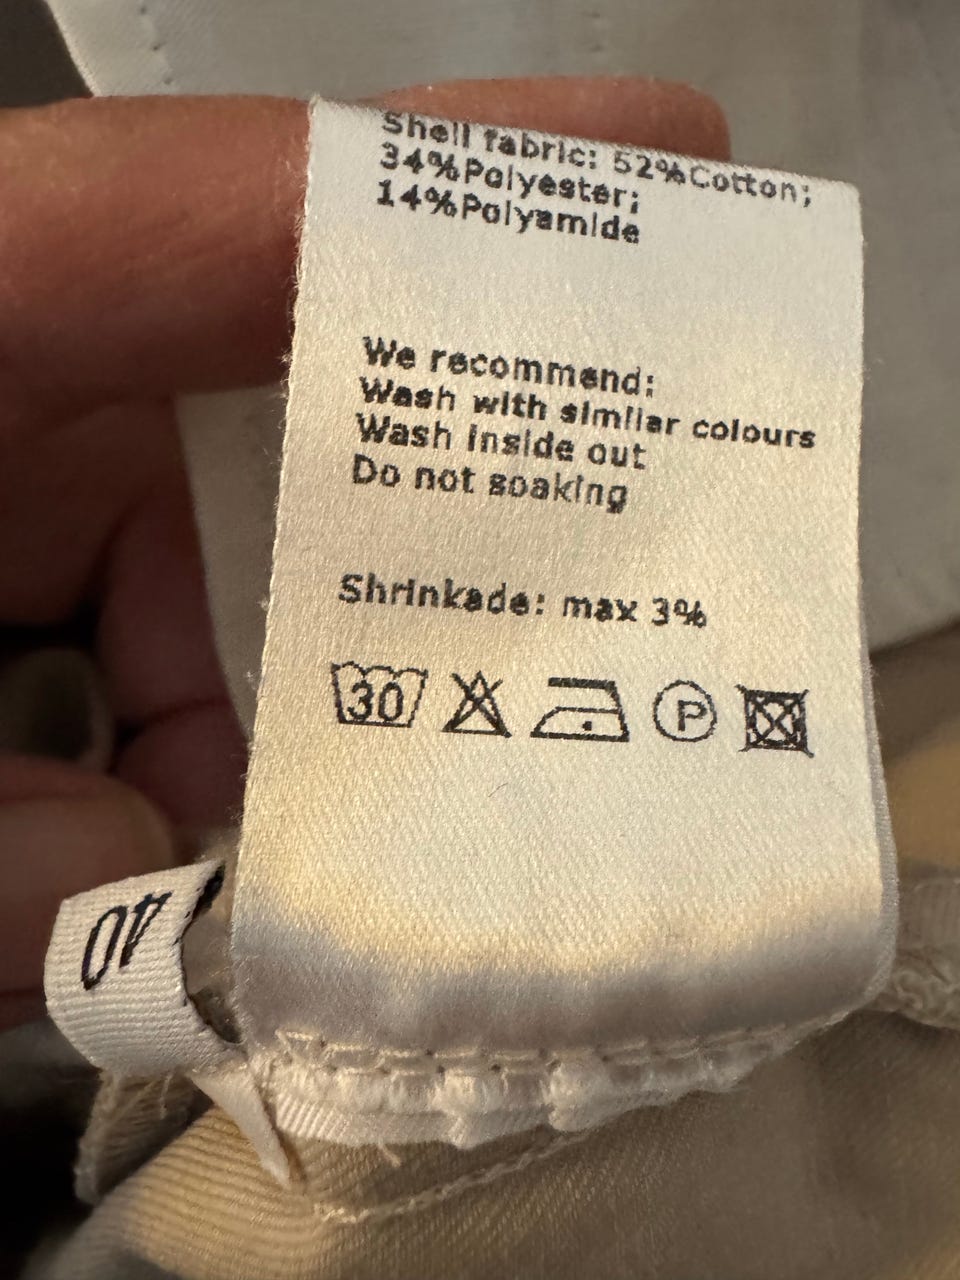 Shell fabric: 52%Cotton;
34%Polyester;
14%Polyamide
We recommend:
Wash with similar colours
Wash inside out
Do not soaking
Shrinkade: max 3%
30 P
40